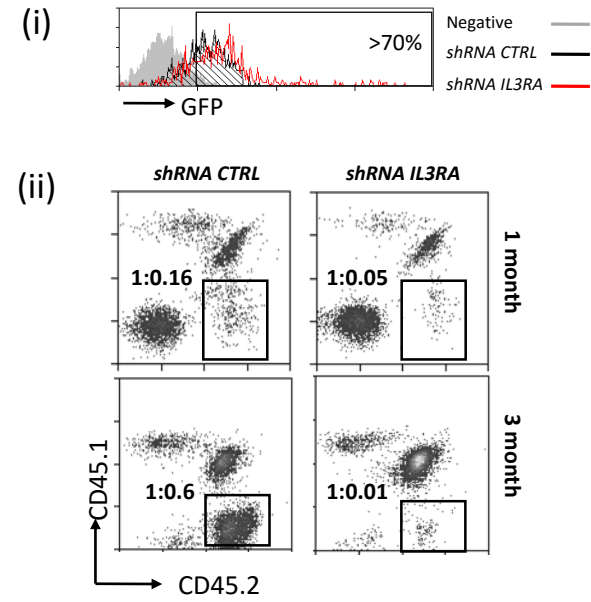 (i)
>70%
GFP
Negative
shRNA CTRL
shRNA IL3RA
(ii)
shRNA CTRL
shRNA IL3RA
1:0.16
1:0.05
1 month
1:0.6
1:0.01
3 month
CD45.1
CD45.2